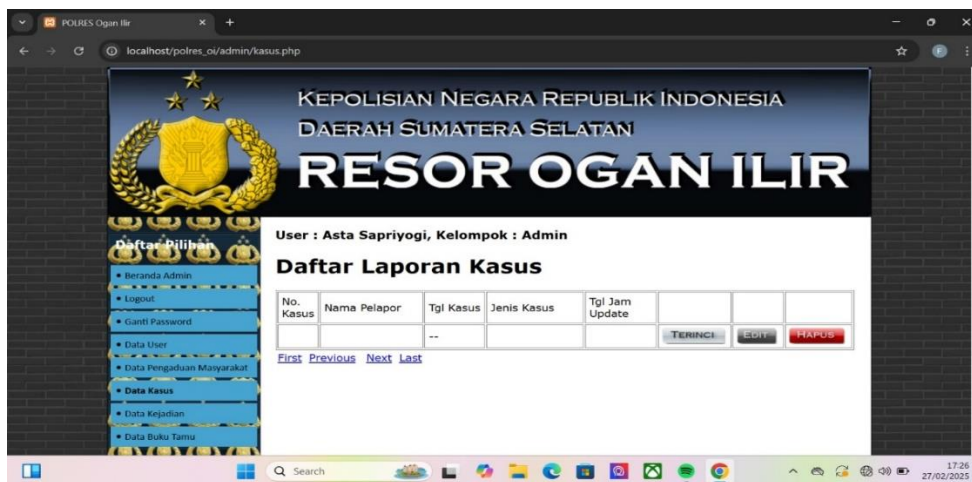 POLRES Ogan Ilir
localhost/polres_oi/admin/kasus.php
F
KEPOLISIAN NEGARA REPUBLIK INDONESIA
DAERAH SUMATERA SELATAN
RESOR OGAN ILIR
Daftar Pilihan
• Beranda Admin
• Logout
• Ganti Password
• Data User
• Data Pengaduan Masyarakat
• Data Kasus
• Data Kejadian
• Data Buku Tamu
User : Asta Sapriyogi, Kelompok : Admin
Daftar Laporan Kasus
No. Kasus Nama Pelapor Tgl Kasus Jenis Kasus Tgl Jam Update
-- TERINCI EDIT HAPUS
First Previous Next Last
Search
17:26
27/02/2025